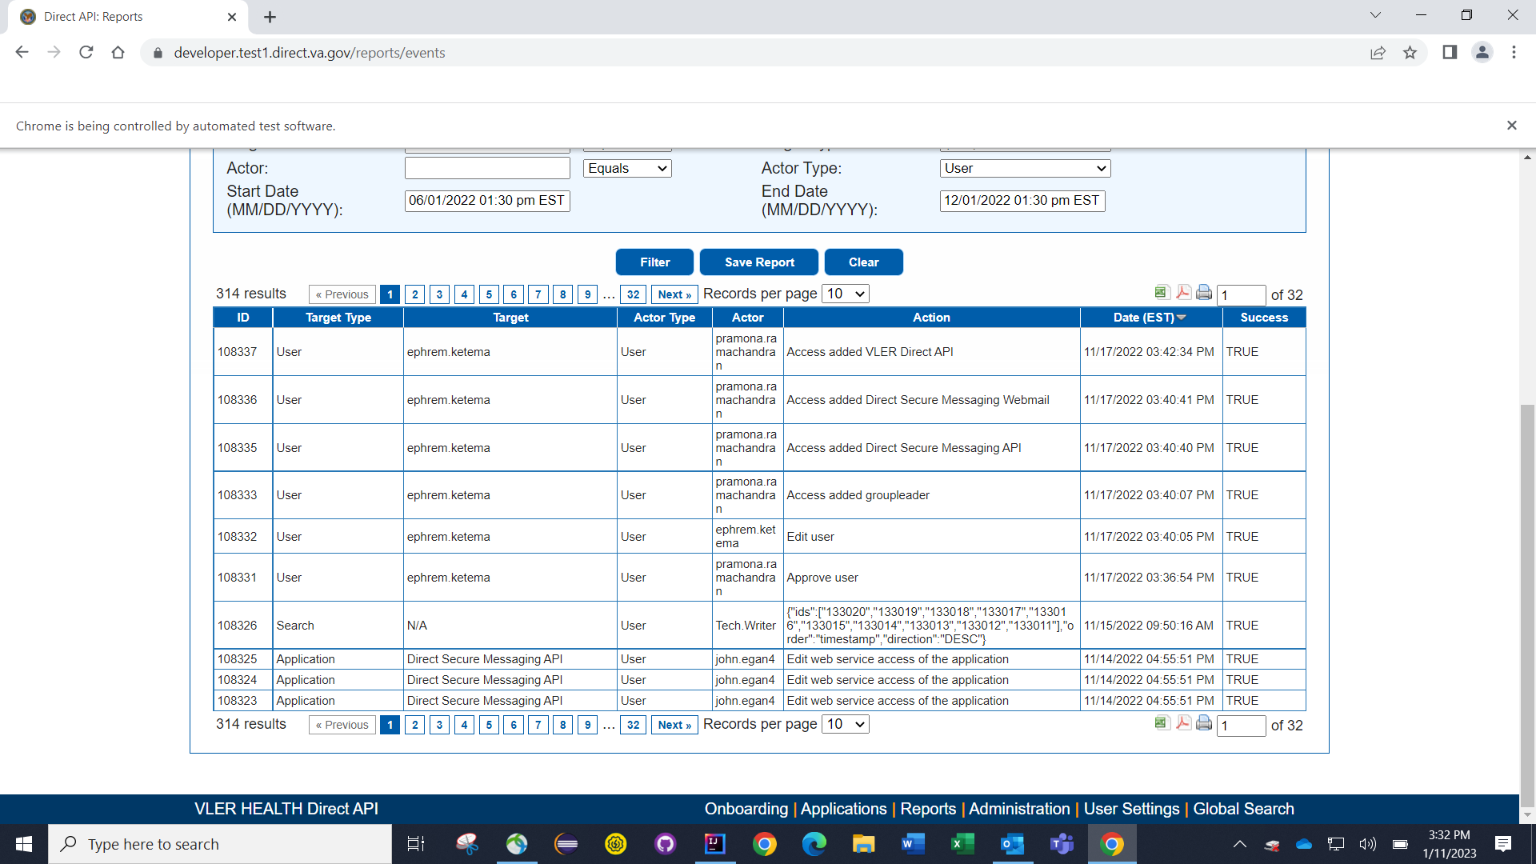 Direct API: Reports
developer.test1.direct.va.gov/reports/events
Chrome is being controlled by automated test software.
Actor: Equals Actor Type: User
Start Date
(MM/DD/YYYY): 06/01/2022 01:30 pm EST End Date
(MM/DD/YYYY): 12/01/2022 01:30 pm EST
Filter Save Report Clear
314 results « Previous 1 2 3 4 5 6 7 8 9 ... 32 Next » Records per page 10 1 of 32
ID Target Type Target Actor Type Actor Action Date (EST) Success
108337 User ephrem.ketema User pramona.ra
machandra
n Access added VLER Direct API 11/17/2022 03:42:34 PM TRUE
108336 User ephrem.ketema User pramona.ra
machandra
n Access added Direct Secure Messaging Webmail 11/17/2022 03:40:41 PM TRUE
108335 User ephrem.ketema User pramona.ra
machandra
n Access added Direct Secure Messaging API 11/17/2022 03:40:40 PM TRUE
108333 User ephrem.ketema User pramona.ra
machandra
n Access added groupleader 11/17/2022 03:40:07 PM TRUE
108332 User ephrem.ketema User ephrem.ket
ema Edit user 11/17/2022 03:40:05 PM TRUE
108331 User ephrem.ketema User pramona.ra
machandra
n Approve user 11/17/2022 03:36:54 PM TRUE
108326 Search N/A User Tech.Writer {"ids":["133020","133019","133018","133017","13301
6","133015","133014","133013","133012","133011"],"o
rder":"timestamp","direction":"DESC"} 11/15/2022 09:50:16 AM TRUE
108325 Application Direct Secure Messaging API User john.egan4 Edit web service access of the application 11/14/2022 04:55:51 PM TRUE
108324 Application Direct Secure Messaging API User john.egan4 Edit web service access of the application 11/14/2022 04:55:51 PM TRUE
108323 Application Direct Secure Messaging API User john.egan4 Edit web service access of the application 11/14/2022 04:55:51 PM TRUE
314 results « Previous 1 2 3 4 5 6 7 8 9 ... 32 Next » Records per page 10 1 of 32
VLER HEALTH Direct API Onboarding | Applications | Reports | Administration | User Settings | Global Search
Type here to search
3:32 PM
1/11/2023